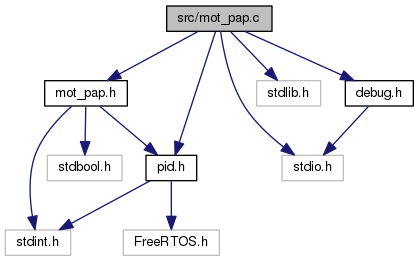 src/mot_pap.c
mot_pap.h
stdlib.h
debug.h
stdbool.h
pid.h
stdio.h
stdint.h
FreeRTOS.h